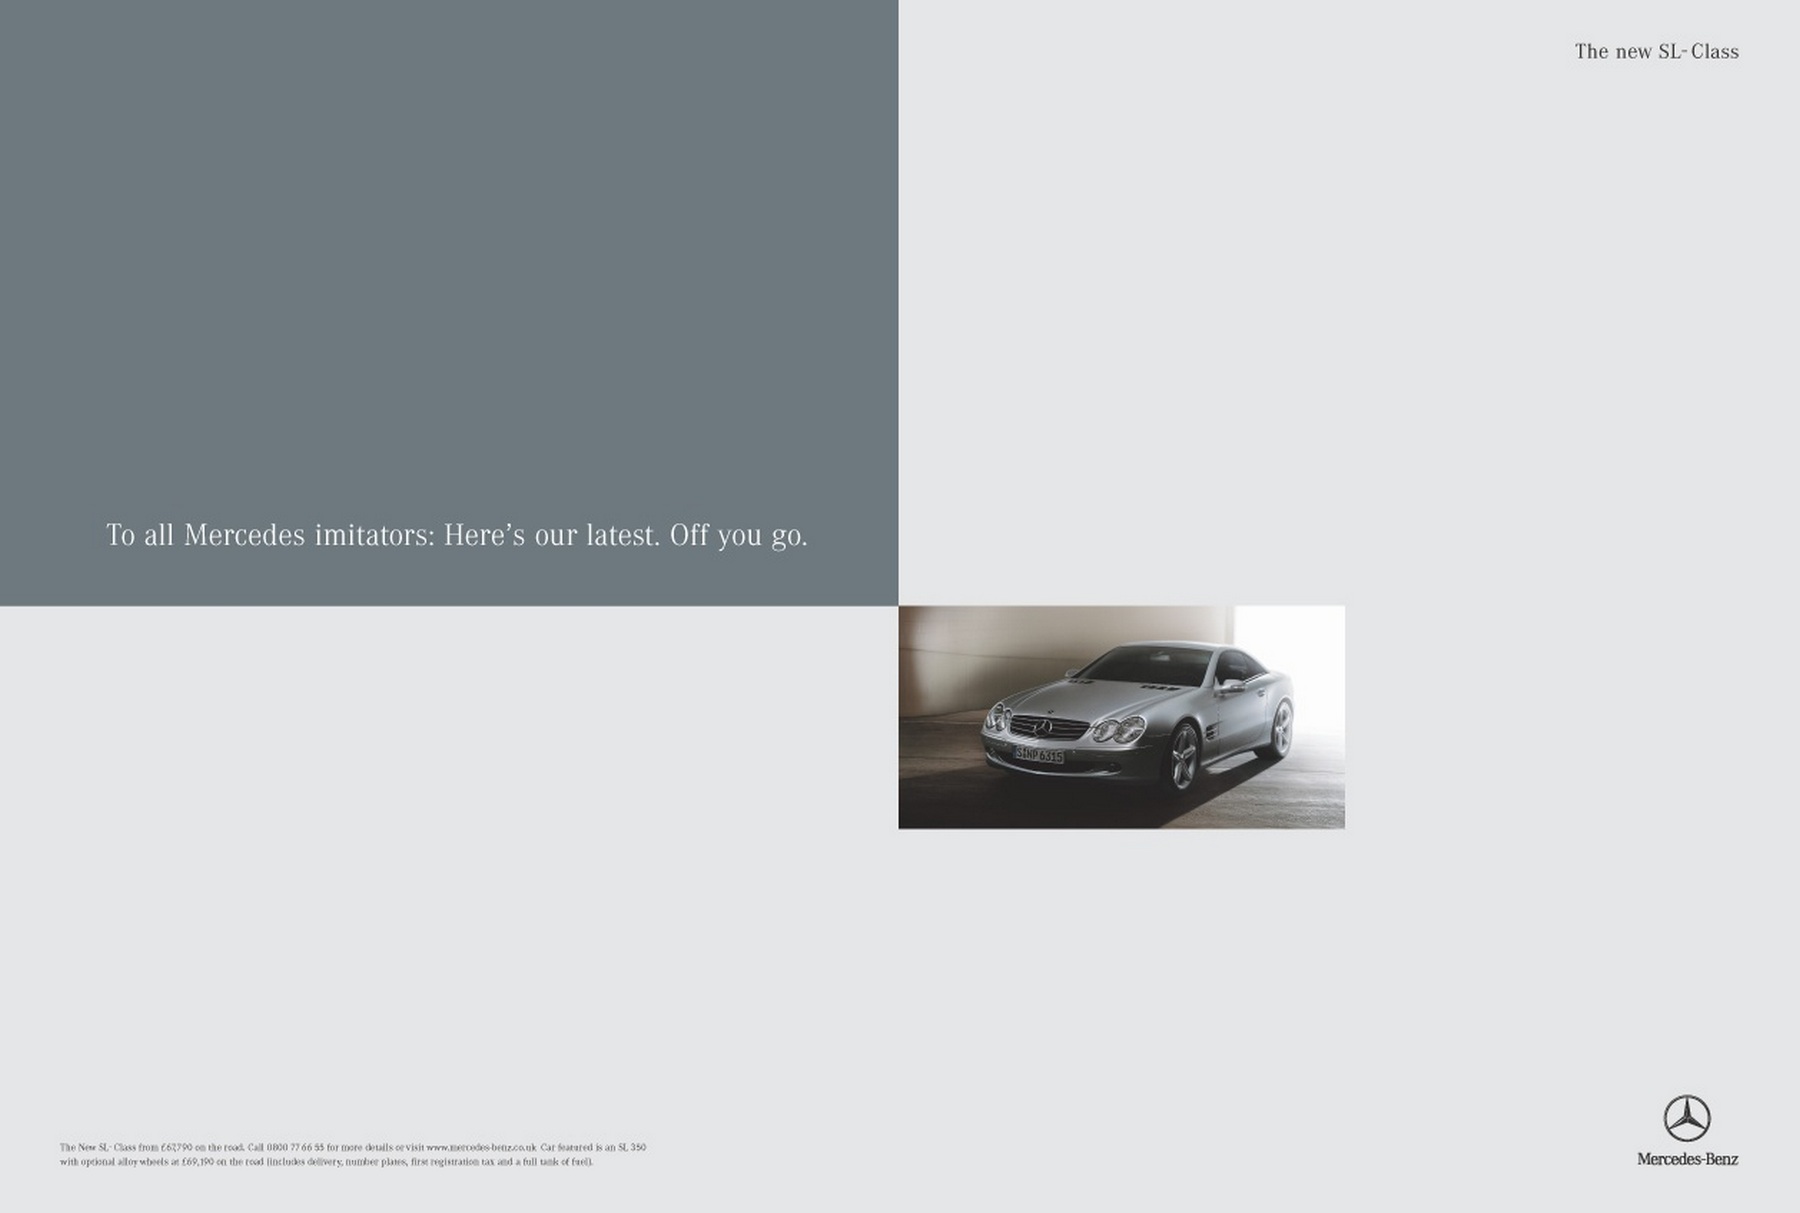 The new SL-Class
To all Mercedes imitators: Here's our latest. Off you go.
S NP 6315
The New SL-Class from £67,790 on the road. Call 0800 77 66 55 for more details or visit www.mercedes-benz.co.uk Car featured is an SL 350
with optional alloy wheels at £69,190 on the road (includes delivery, number plates, first registration tax and a full tank of fuel).
Mercedes-Benz